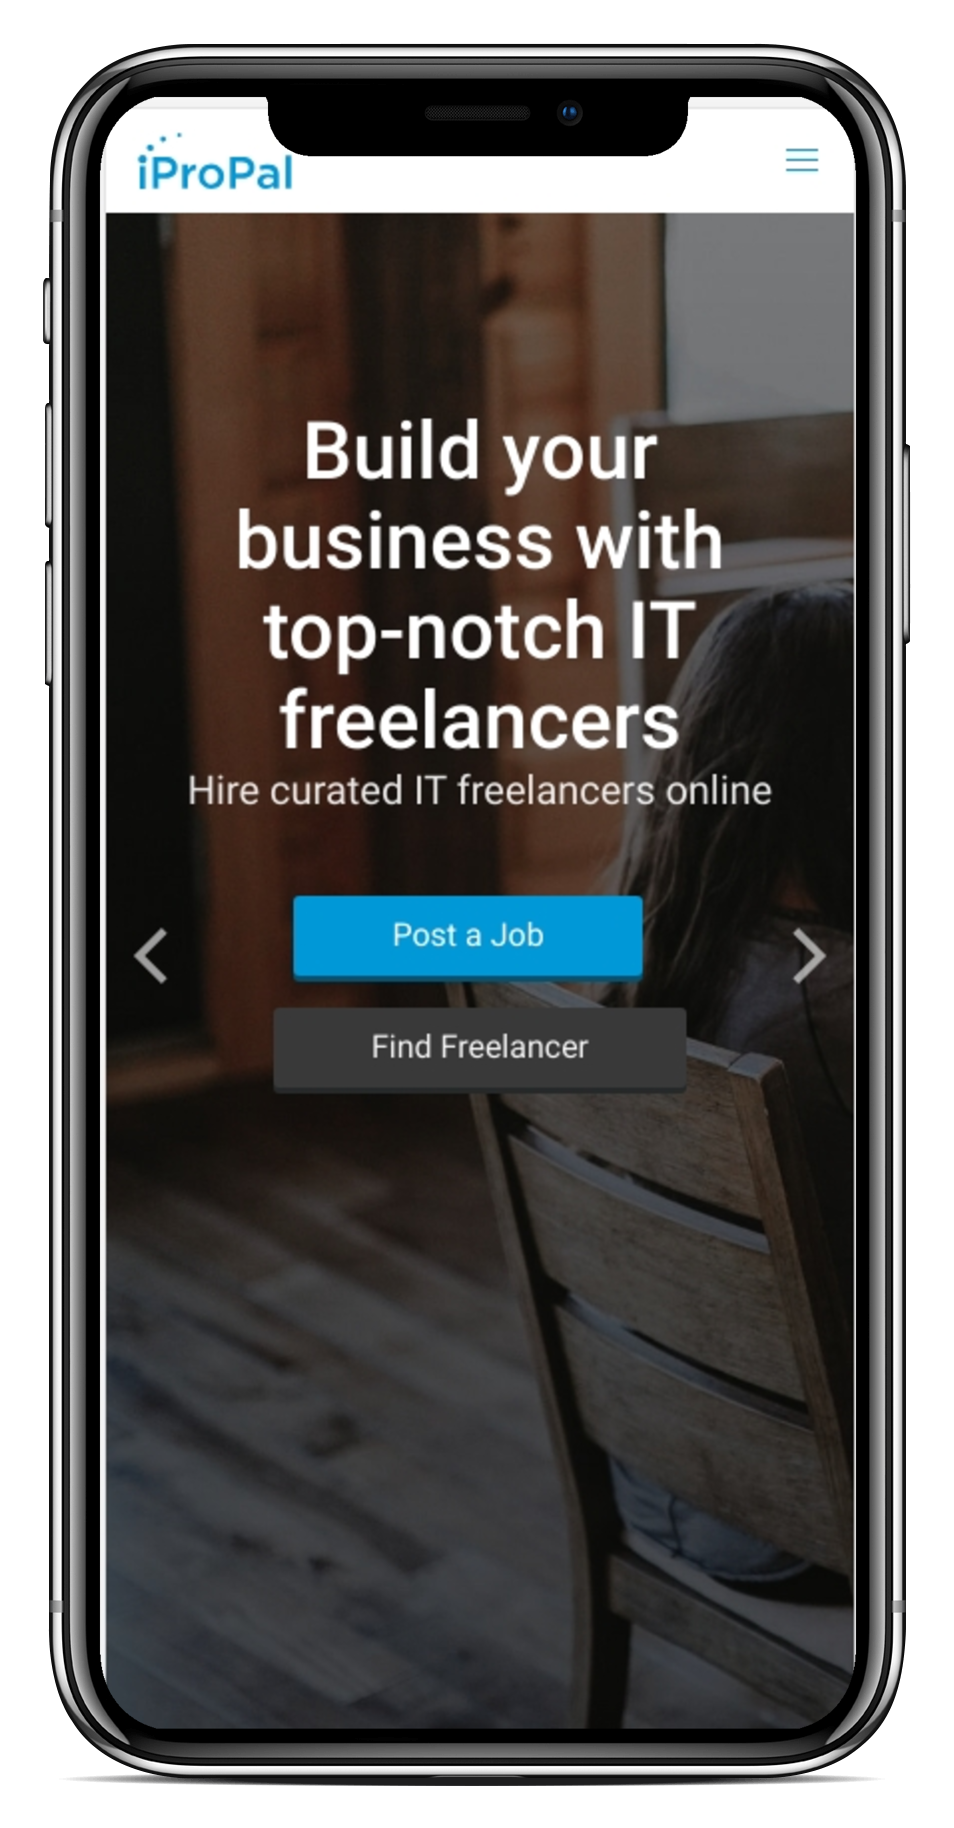 iProPal
Build your
business with
top-notch IT
freelancers
Hire curated IT freelancers online
Post a Job
Find Freelancer